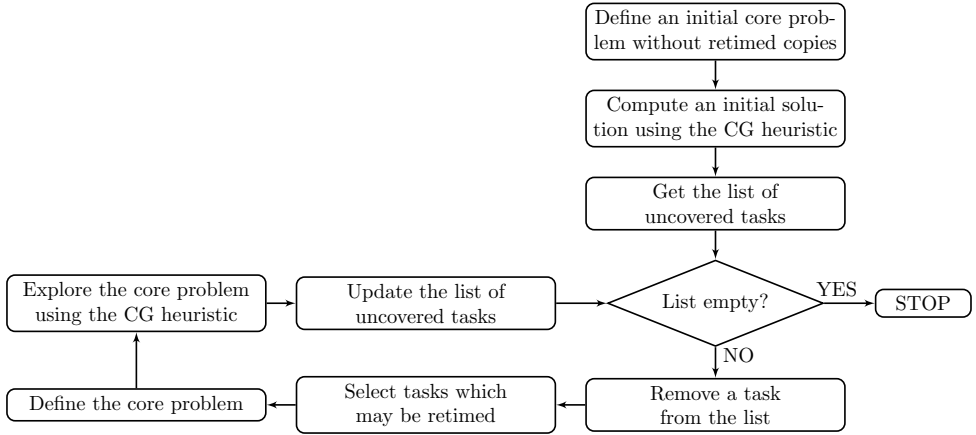 Define an initial core prob-
lem without retimed copies
Compute an initial solu-
tion using the CG heuristic
Get the list of
uncovered tasks
Explore the core problem
using the CG heuristic
Update the list of
uncovered tasks
List empty?
YES
STOP
NO
Define the core problem
Select tasks which
may be retimed
Remove a task
from the list